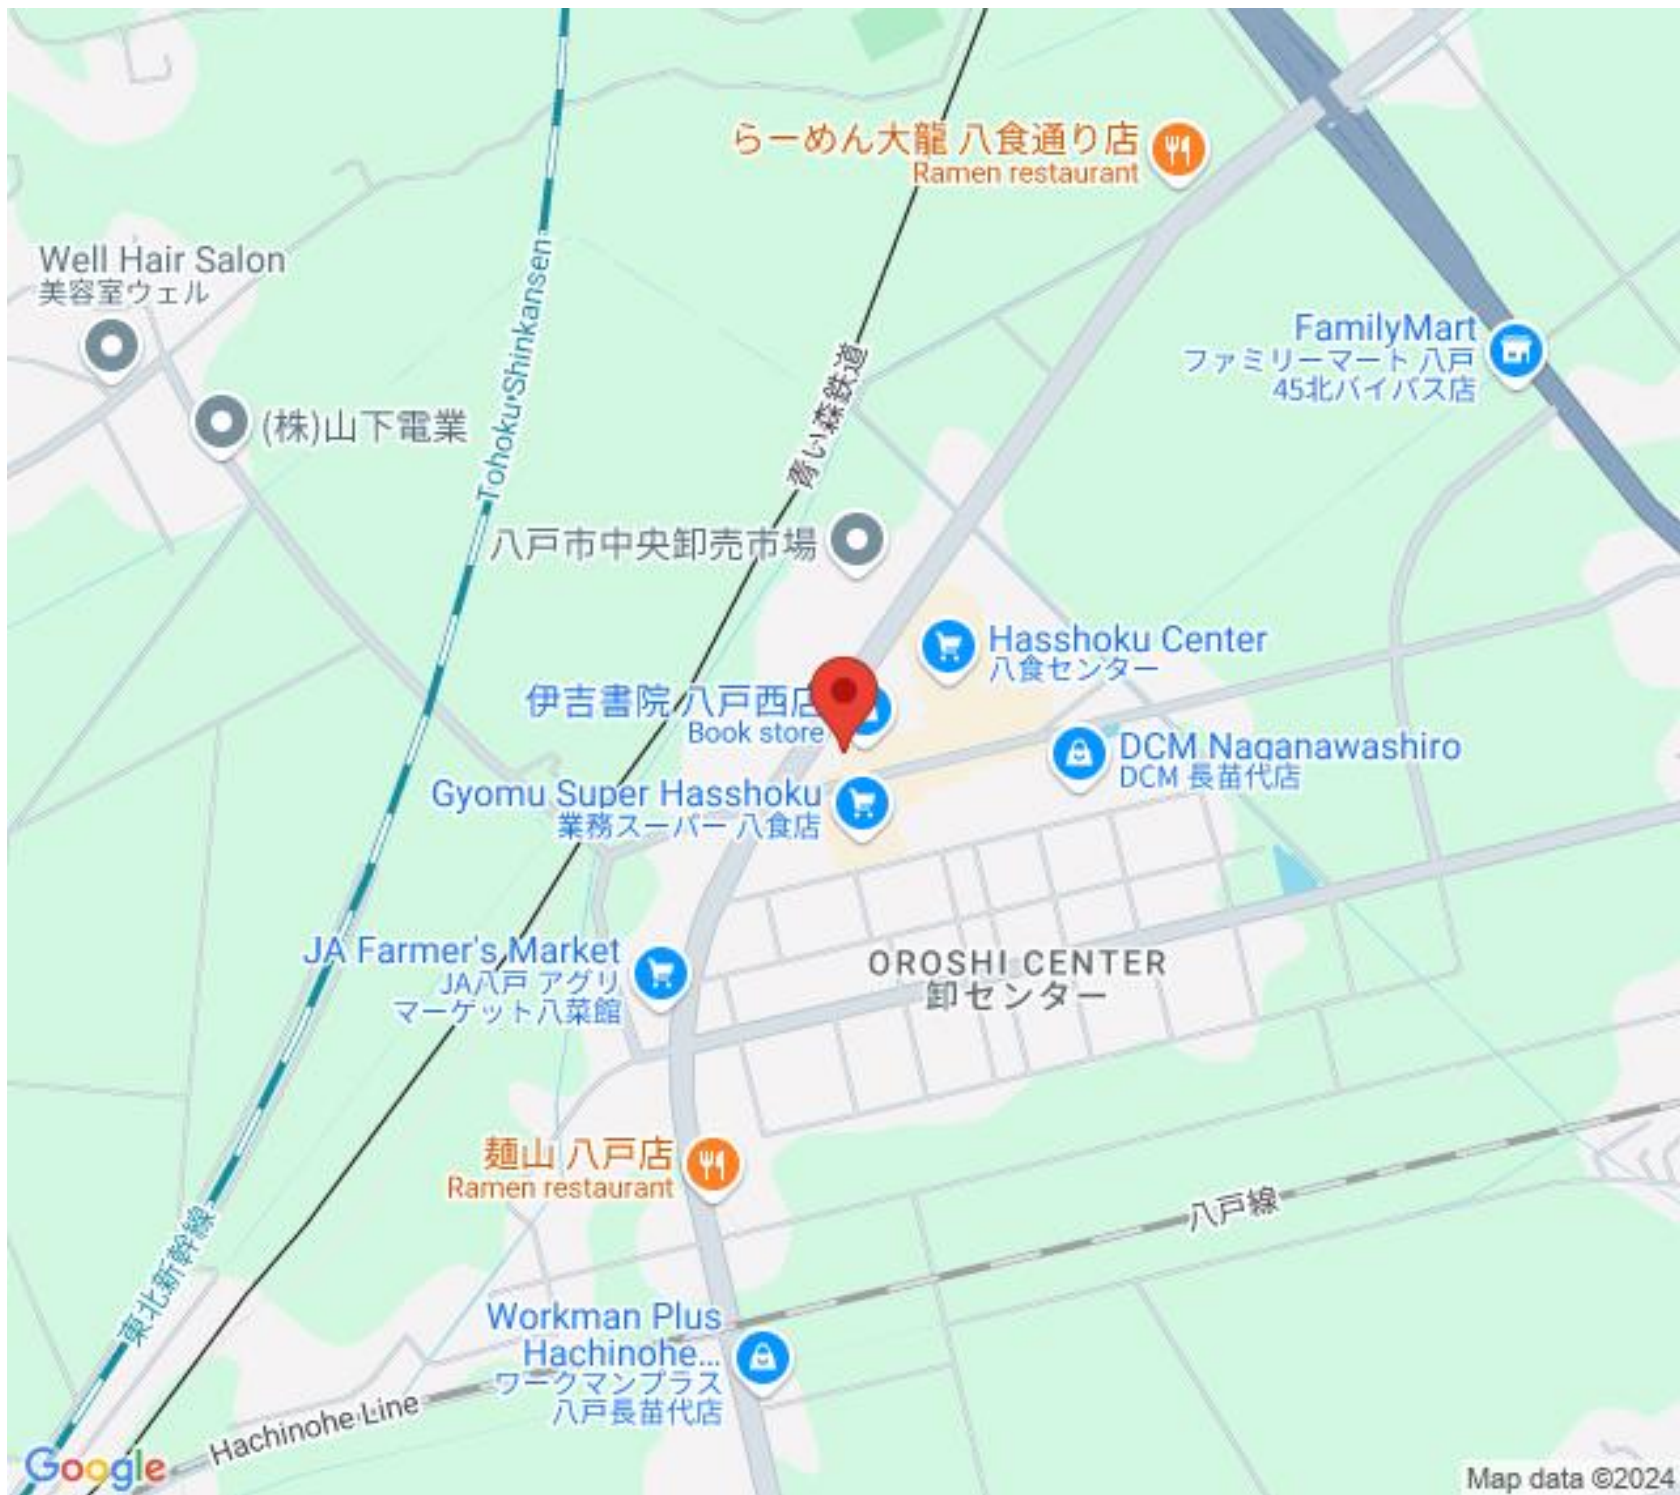 らーめん大龍 八食通り店
Ramen restaurant
Well Hair Salon
美容室ウェル
Tohoku Shinkansen
FamilyMart
ファミリーマート 八戸
45北バイパス店
青い森鉄道
(株)山下電業
八戸市中央卸売市場
Hasshoku Center
八食センター
伊吉書院 八戸西店
Book store
DCM Naganawashiro
DCM 長苗代店
Gyomu Super Hasshoku
業務スーパー 八食店
JA Farmer's Market
JA八戸 アグリ
マーケット八菜館
OROSHI CENTER
卸センター
麺山 八戸店
Ramen restaurant
八戸線
東北新幹線
Workman Plus
Hachinohe...
ワークマンプラス
八戸長苗代店
Hachinohe Line
Google
Map data ©2024